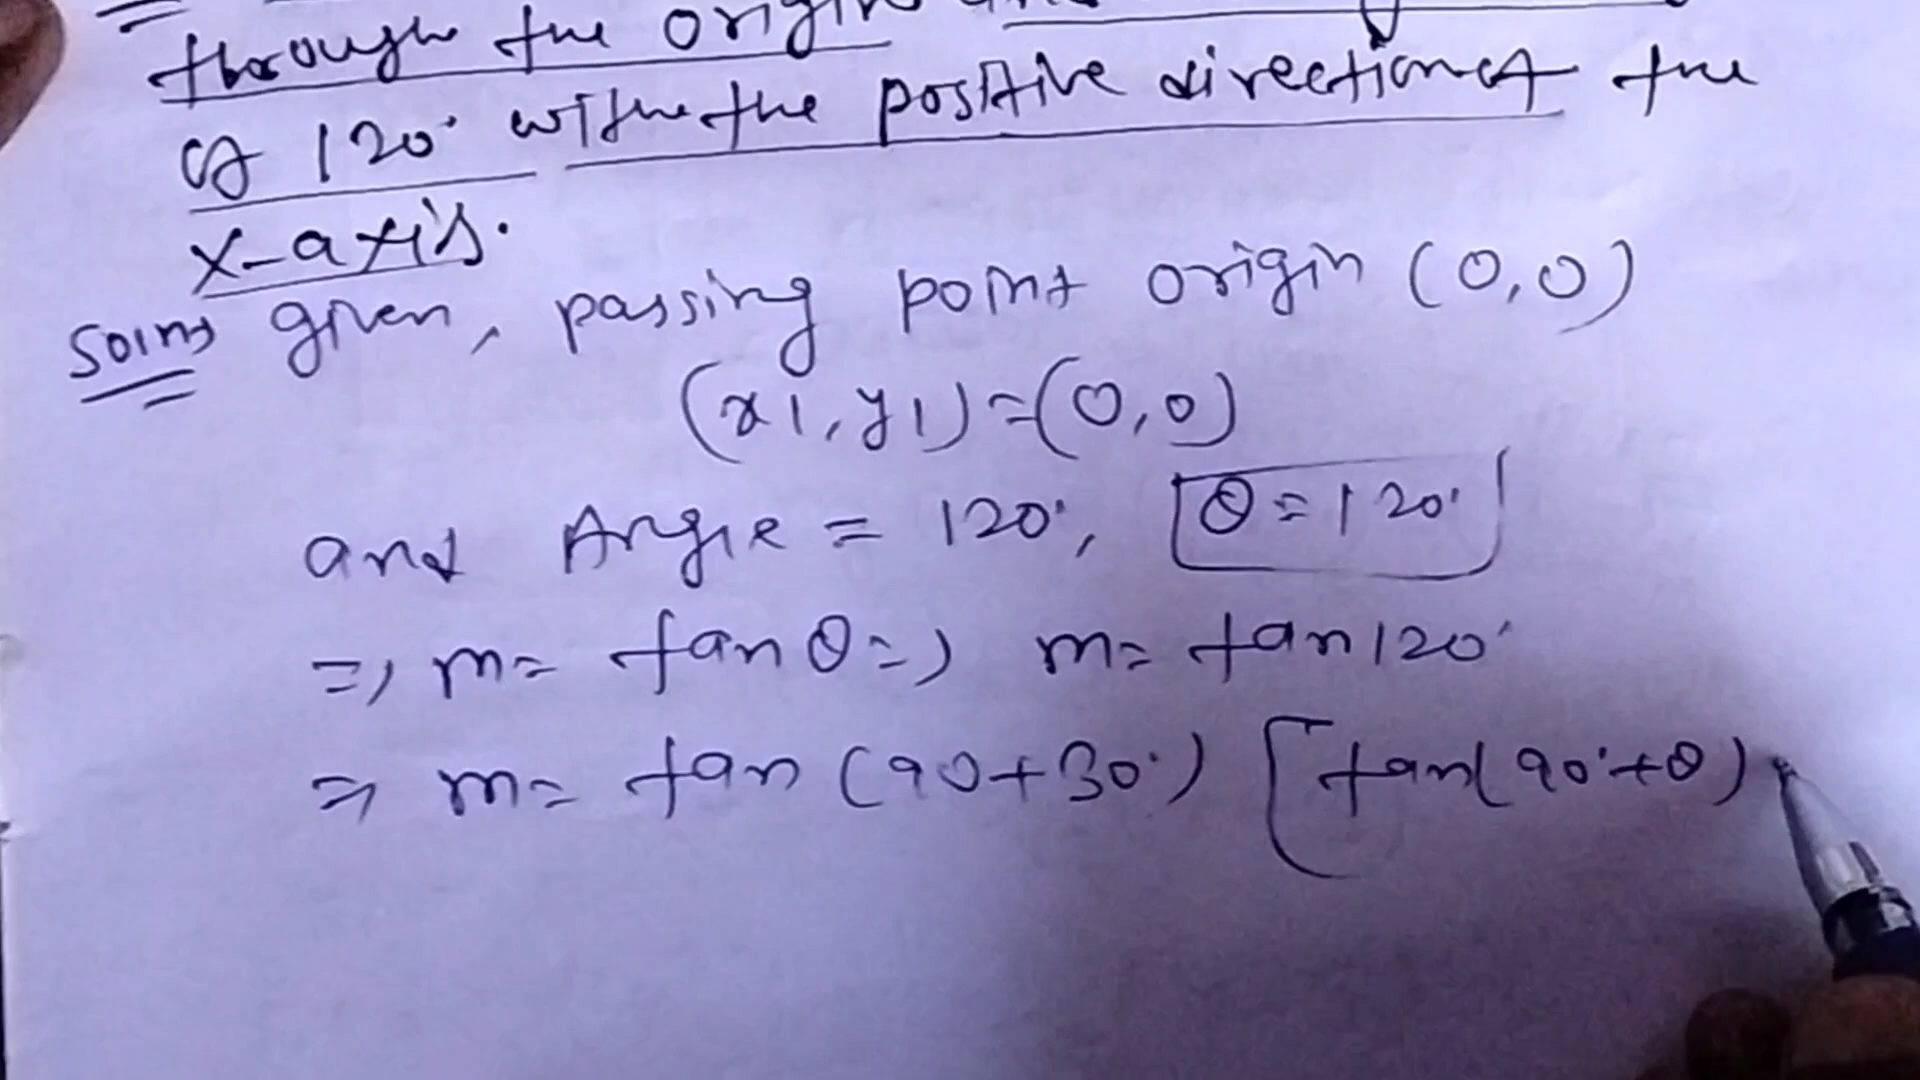 through the origin
of 120° with the positive direction of the
x-axis.
Soln given, passing point origin (0,0)
(x1, y1) = (0,0)
and Angle = 120°, θ = 120°
⇒ m = tan θ ⇒ m = tan 120°
⇒ m = tan (90+30°) [tan(90°+θ)